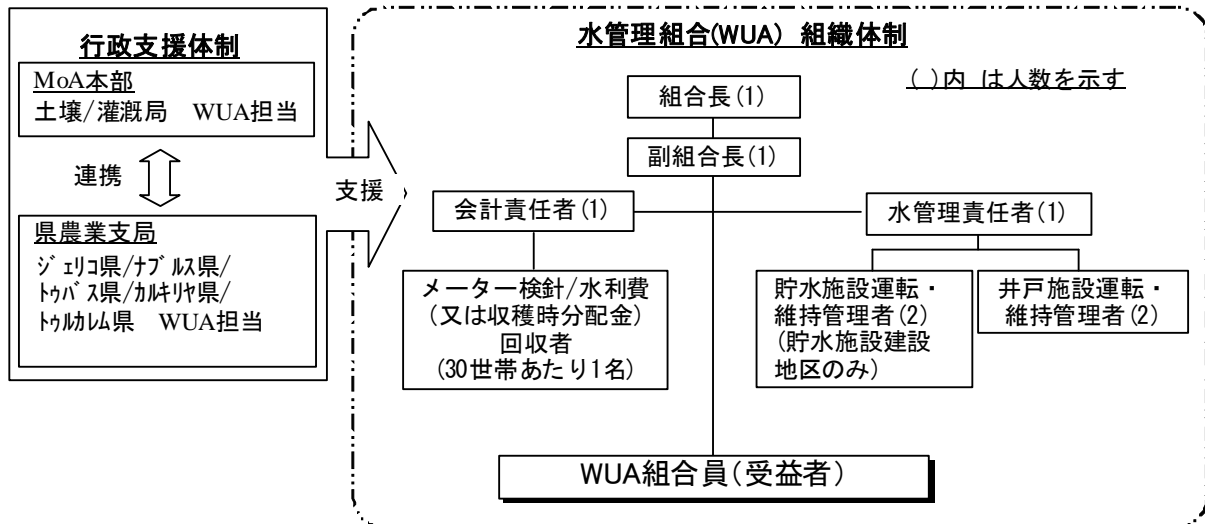 行政支援体制
MoA本部
土壌/灌漑局　WUA担当
連携
県農業支局
ｼﾞｪﾘｺ県/ﾅﾌﾞﾙｽ県/
ﾄｩﾊﾞｽ県/ｶﾙｷﾘﾔ県/
ﾄｩﾙｶﾚﾑ県　WUA担当
支援
水管理組合(WUA)　組織体制
( )内　は人数を示す
組合長(1)
副組合長(1)
会計責任者(1)
水管理責任者(1)
メーター検針/水利費
(又は収穫時分配金)
回収者
(30世帯あたり1名)
貯水施設運転・
維持管理者(2)
(貯水施設建設
地区のみ)
井戸施設運転・
維持管理者(2)
WUA組合員(受益者)